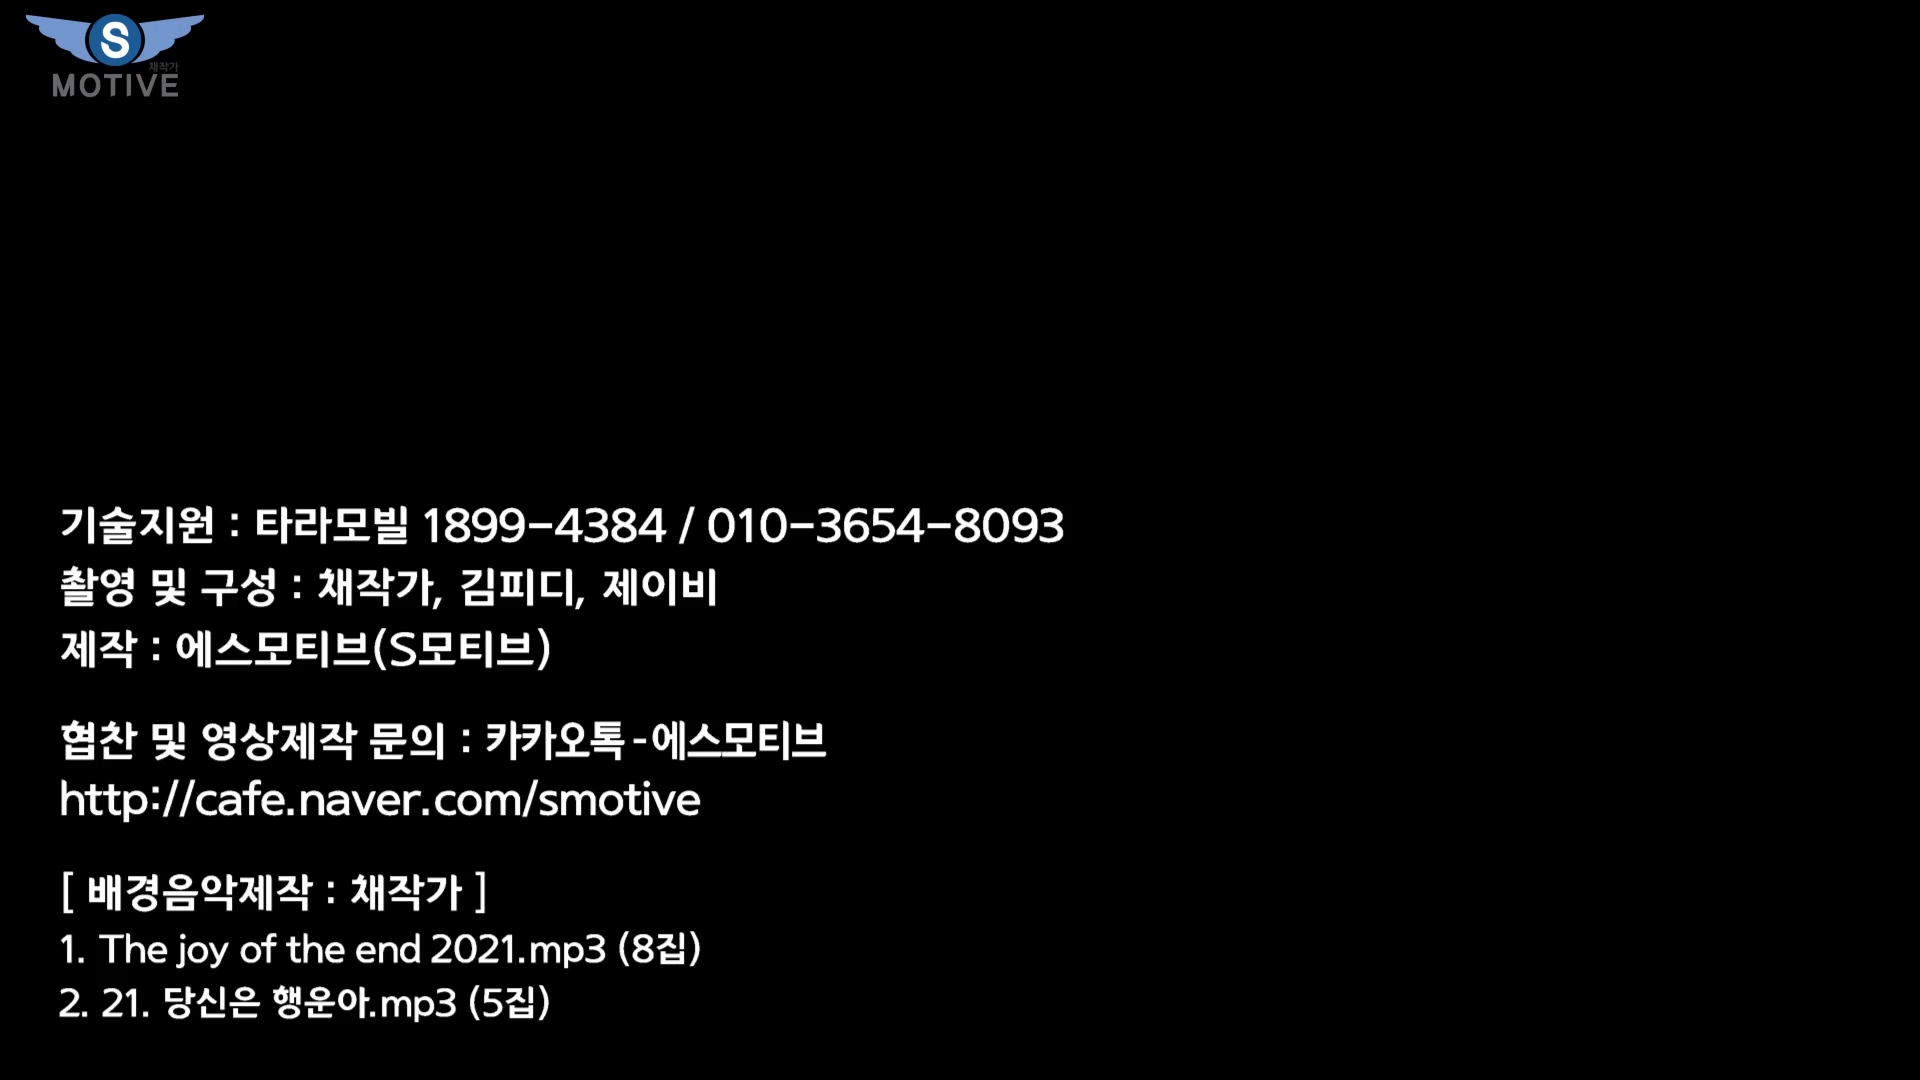 S
채작가
MOTIVE
기술지원 : 타라모빌 1899-4384 / 010-3654-8093
촬영 및 구성 : 채작가, 김피디, 제이비
제작 : 에스모티브(S모티브)
협찬 및 영상제작 문의 : 카카오톡-에스모티브
http://cafe.naver.com/smotive
[ 배경음악제작 : 채작가 ]
1. The joy of the end 2021.mp3 (8집)
2. 21. 당신은 행운아.mp3 (5집)